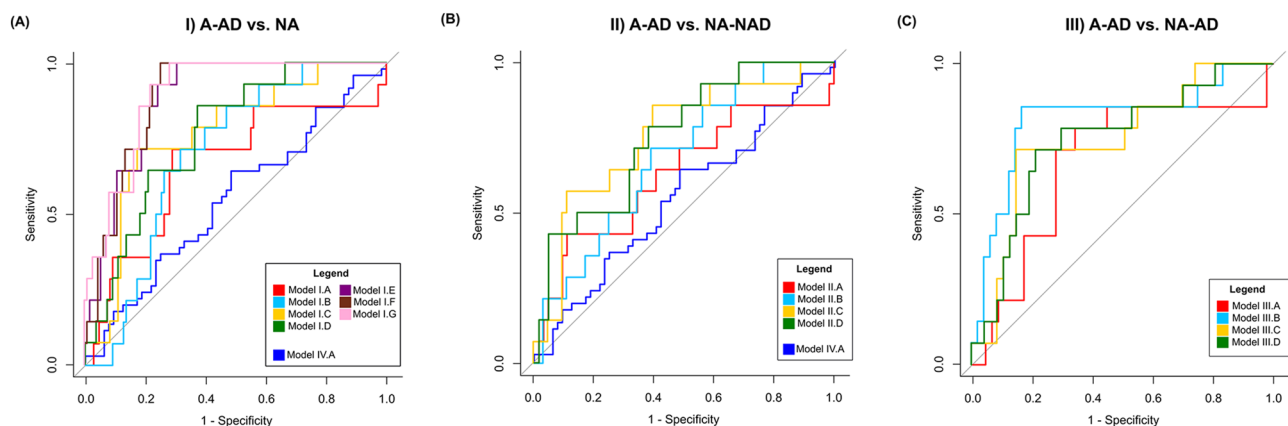 (A)
I) A-AD vs. NA
Sensitivity
1.0
0.5
0.0
0.0 0.2 0.4 0.6 0.8 1.0
1 - Specificity
Legend
Model I.A
Model I.B
Model I.C
Model I.D
Model I.E
Model I.F
Model I.G
Model IV.A
(B)
II) A-AD vs. NA-NAD
Sensitivity
1.0
0.5
0.0
0.0 0.2 0.4 0.6 0.8 1.0
1 - Specificity
Legend
Model II.A
Model II.B
Model II.C
Model II.D
Model IV.A
(C)
III) A-AD vs. NA-AD
Sensitivity
1.0
0.5
0.0
0.0 0.2 0.4 0.6 0.8 1.0
1 - Specificity
Legend
Model III.A
Model III.B
Model III.C
Model III.D